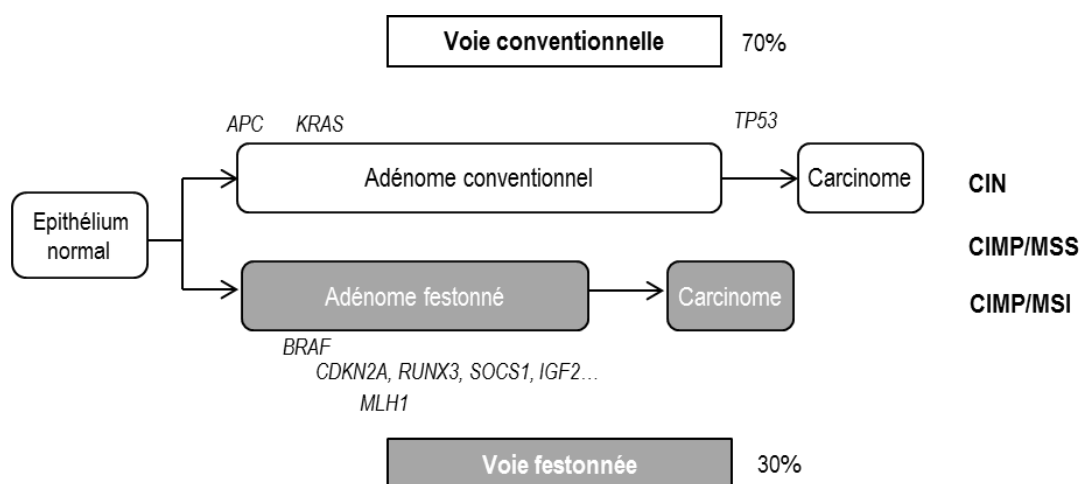 Voie conventionnelle 70%
APC KRAS TP53
Adénome conventionnel Carcinome CIN
Epithélium
normal
CIMP/MSS
Adénome festonné Carcinome CIMP/MSI
BRAF
CDKN2A, RUNX3, SOCS1, IGF2…
MLH1
Voie festonnée 30%